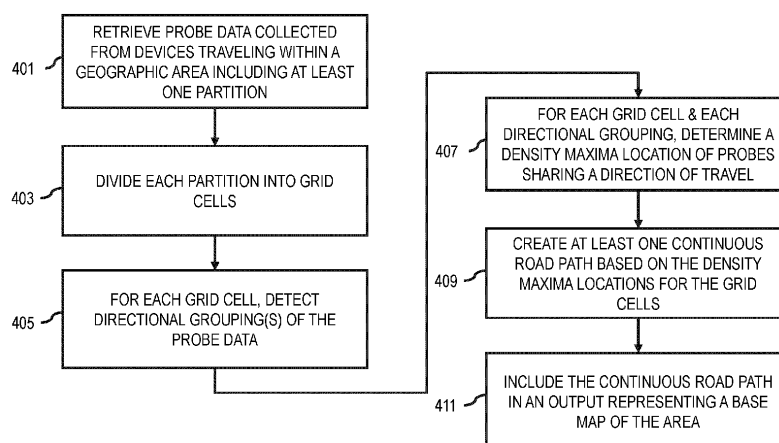 401
RETRIEVE PROBE DATA COLLECTED
FROM DEVICES TRAVELING WITHIN A
GEOGRAPHIC AREA INCLUDING AT LEAST
ONE PARTITION
403
DIVIDE EACH PARTITION INTO GRID
CELLS
405
FOR EACH GRID CELL, DETECT
DIRECTIONAL GROUPING(S) OF THE
PROBE DATA
407
FOR EACH GRID CELL & EACH
DIRECTIONAL GROUPING, DETERMINE A
DENSITY MAXIMA LOCATION OF PROBES
SHARING A DIRECTION OF TRAVEL
409
CREATE AT LEAST ONE CONTINUOUS
ROAD PATH BASED ON THE DENSITY
MAXIMA LOCATIONS FOR THE GRID
CELLS
411
INCLUDE THE CONTINUOUS ROAD PATH
IN AN OUTPUT REPRESENTING A BASE
MAP OF THE AREA